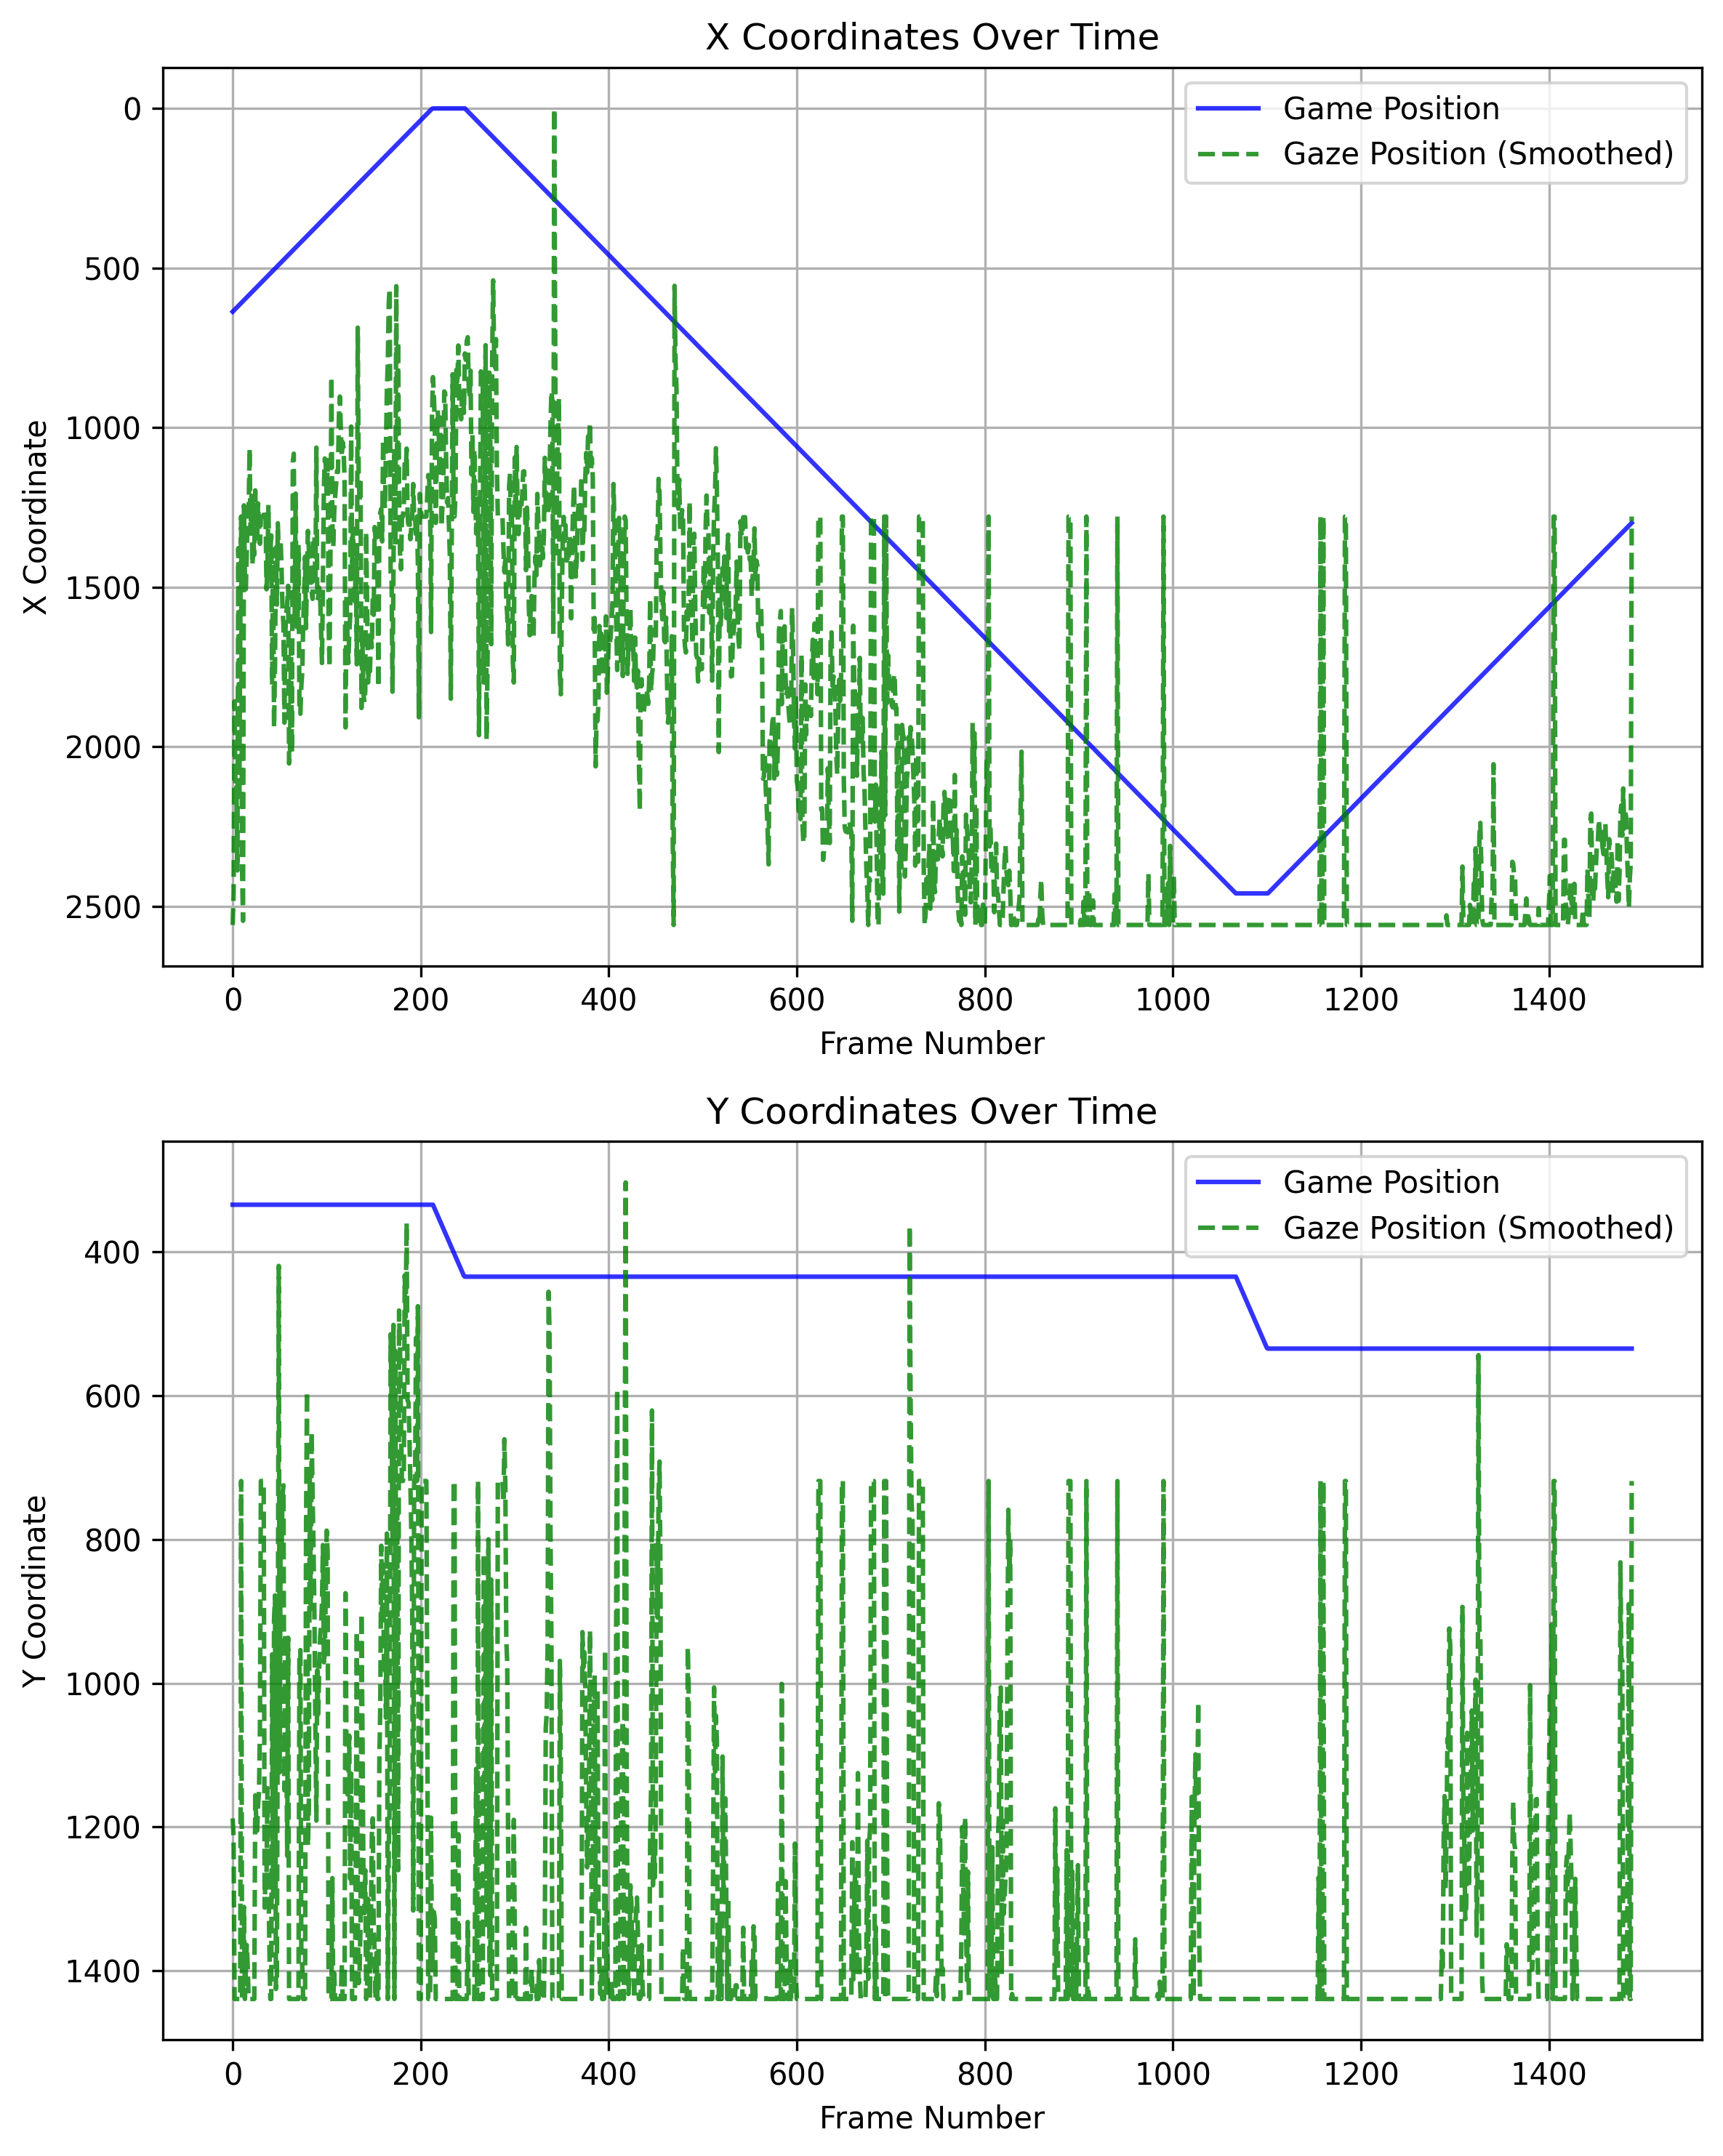 X Coordinates Over Time
Game Position
Gaze Position (Smoothed)
X Coordinate
0
500
1000
1500
2000
2500
0 200 400 600 800 1000 1200 1400
Frame Number
Y Coordinates Over Time
Game Position
Gaze Position (Smoothed)
Y Coordinate
400
600
800
1000
1200
1400
0 200 400 600 800 1000 1200 1400
Frame Number